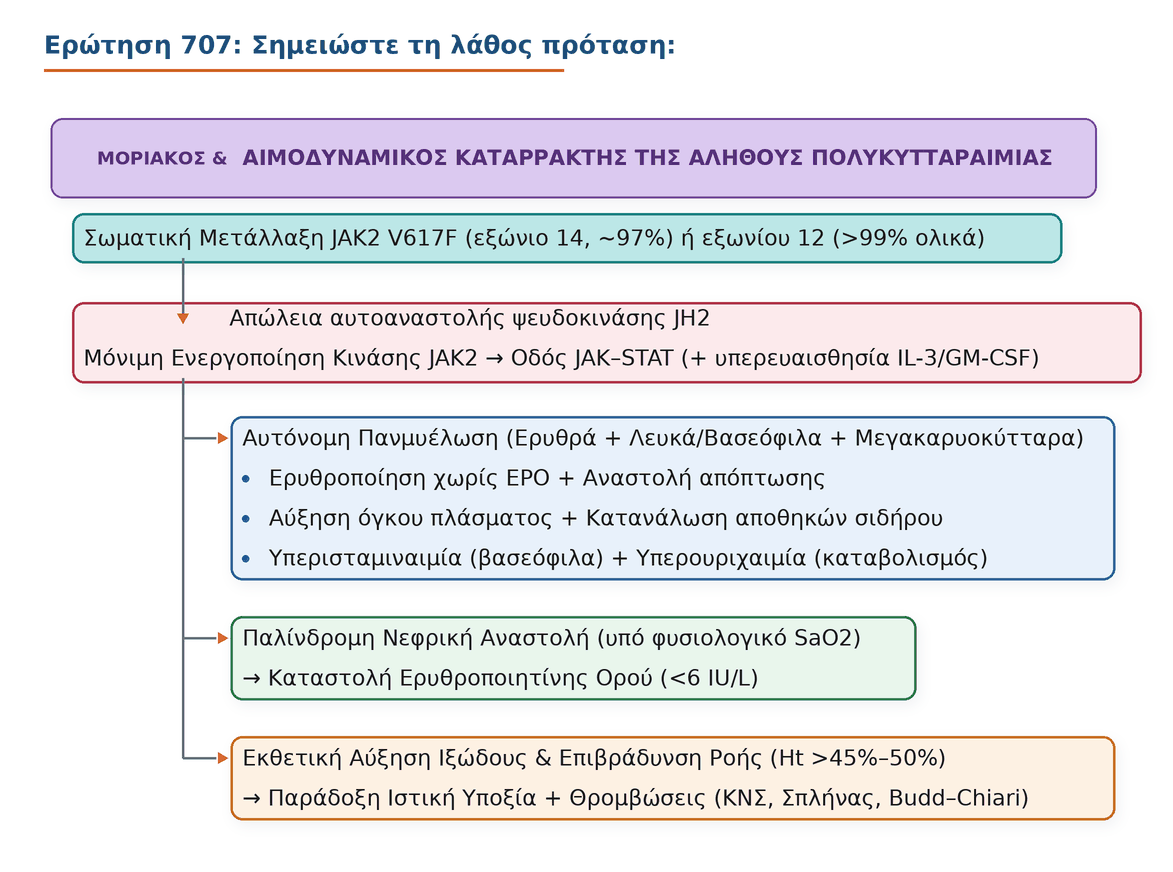 Ερώτηση 707: Σημειώστε τη λάθος πρόταση:
ΜΟΡΙΑΚΟΣ & ΑΙΜΟΔΥΝΑΜΙΚΟΣ ΚΑΤΑΡΡΑΚΤΗΣ ΤΗΣ ΑΛΗΘΟΥΣ ΠΟΛΥΚΥΤΤΑΡΑΙΜΙΑΣ
Σωματική Μετάλλαξη JAK2 V617F (εξώνιο 14, ~97%) ή εξωνίου 12 (>99% ολικά)
Απώλεια αυτοαναστολής ψευδοκινάσης JH2
Μόνιμη Ενεργοποίηση Κινάσης JAK2 → Οδός JAK–STAT (+ υπερευαισθησία IL-3/GM-CSF)
Αυτόνομη Πανμυέλωση (Ερυθρά + Λευκά/Βασεόφιλα + Μεγακαρυοκύτταρα)
• Ερυθροποίηση χωρίς EPO + Αναστολή απόπτωσης
• Αύξηση όγκου πλάσματος + Κατανάλωση αποθηκών σιδήρου
• Υπερισταμιναιμία (βασεόφιλα) + Υπερουριχαιμία (καταβολισμός)
Παλίνδρομη Νεφρική Αναστολή (υπό φυσιολογικό SaO2)
→ Καταστολή Ερυθροποιητίνης Ορού (<6 IU/L)
Εκθετική Αύξηση Ιξώδους & Επιβράδυνση Ροής (Ht >45%–50%)
→ Παράδοξη Ιστική Υποξία + Θρομβώσεις (ΚΝΣ, Σπλήνας, Budd–Chiari)